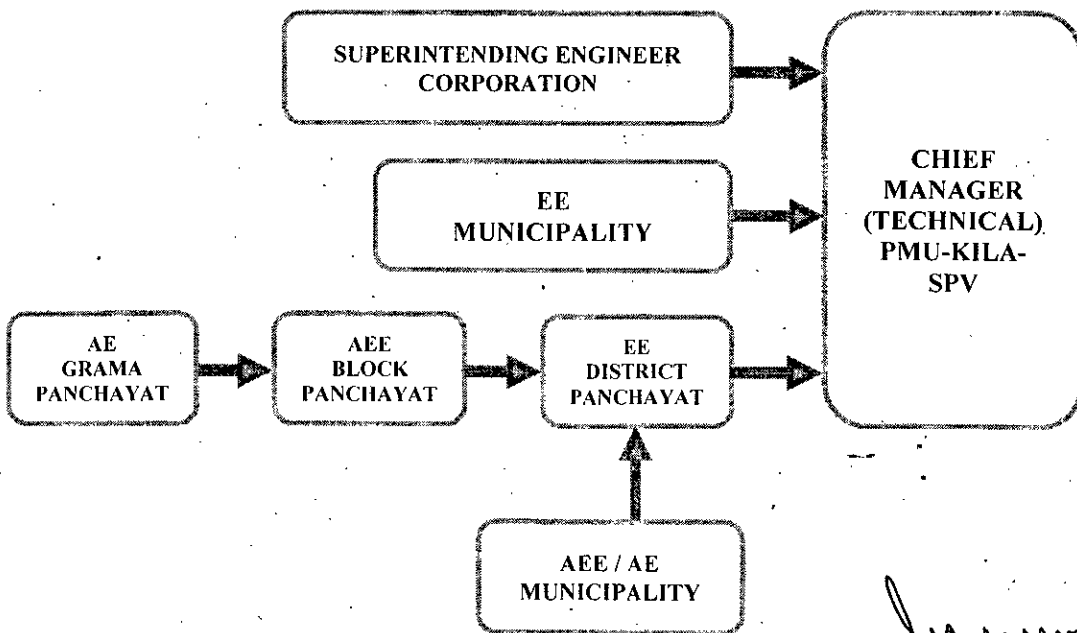 SUPERINTENDING ENGINEER
CORPORATION
EE
MUNICIPALITY
CHIEF
MANAGER
(TECHNICAL)
PMU-KILA-
SPV
AE
GRAMA
PANCHAYAT
AEE
BLOCK
PANCHAYAT
EE
DISTRICT
PANCHAYAT
AEE / AE
MUNICIPALITY